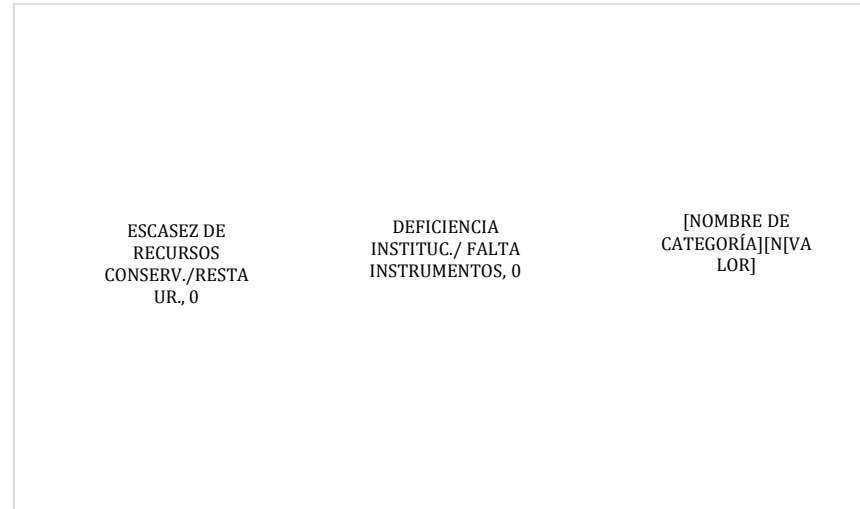 ESCASEZ DE
RECURSOS
CONSERV./RESTA
UR., 0
DEFICIENCIA
INSTITUC./ FALTA
INSTRUMENTOS, 0
[NOMBRE DE
CATEGORÍA][N[VA
LOR]